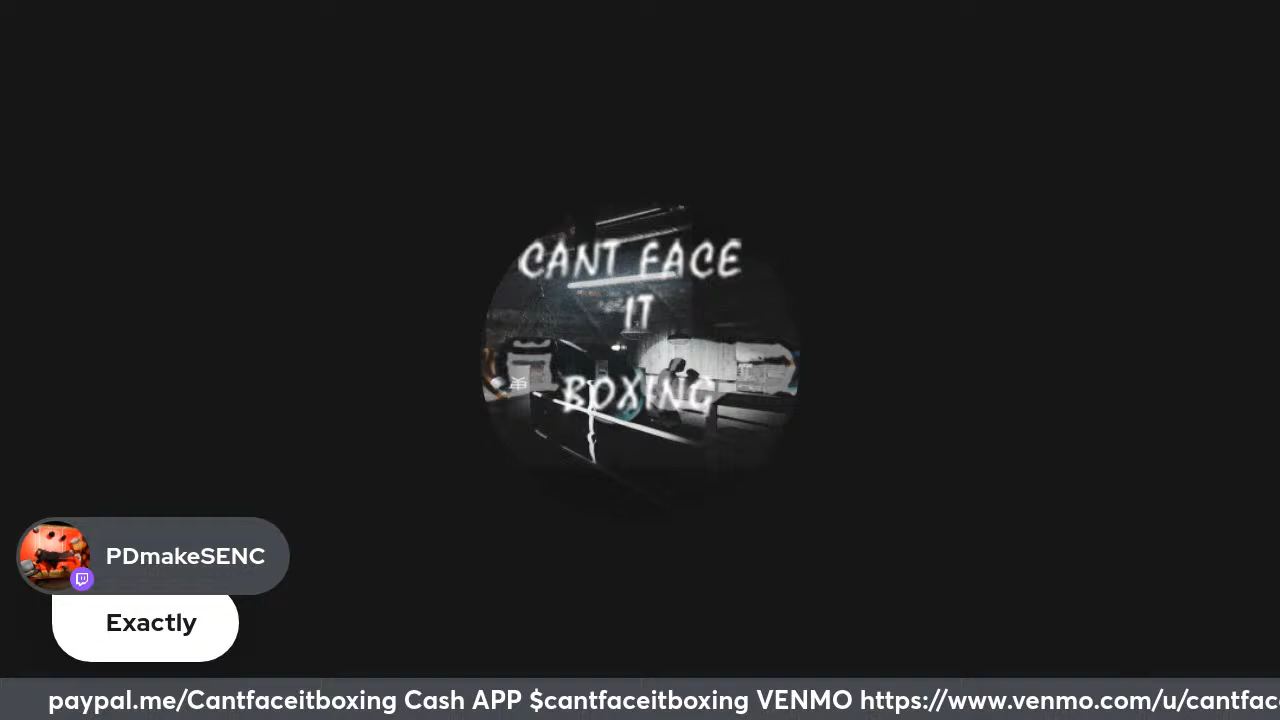 CANT FACE
IT
BOXING
PDmakeSENC
Exactly
paypal.me/Cantfaceitboxing Cash APP $cantfaceitboxing VENMO https://www.venmo.com/u/cantfac